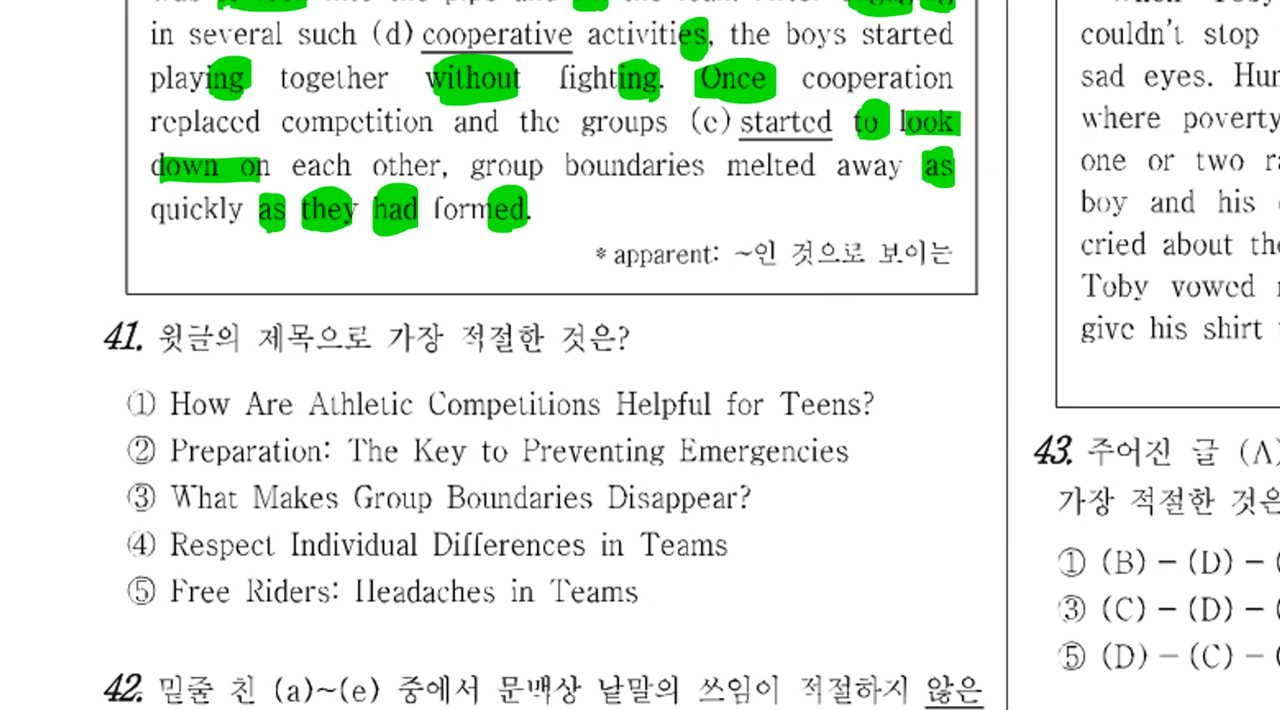 in several such (d) cooperative activities, the boys started
playing together without fighting. Once cooperation
replaced competition and the groups (e) started to look
down on each other, group boundaries melted away as
quickly as they had formed.
* apparent: ~인 것으로 보이는
41. 윗글의 제목으로 가장 적절한 것은?
① How Are Athletic Competitions Helpful for Teens?
② Preparation: The Key to Preventing Emergencies
③ What Makes Group Boundaries Disappear?
④ Respect Individual Differences in Teams
⑤ Free Riders: Headaches in Teams
42. 밑줄 친 (a)~(e) 중에서 문맥상 낱말의 쓰임이 적절하지 않은
couldn't stop
sad eyes. Hu
where poverty
one or two ra
boy and his
cried about the
Toby vowed
give his shirt
43. 주어진 글 (A)
가장 적절한 것은
① (B) - (D) - (
③ (C) - (D) - (
⑤ (D) - (C) - (